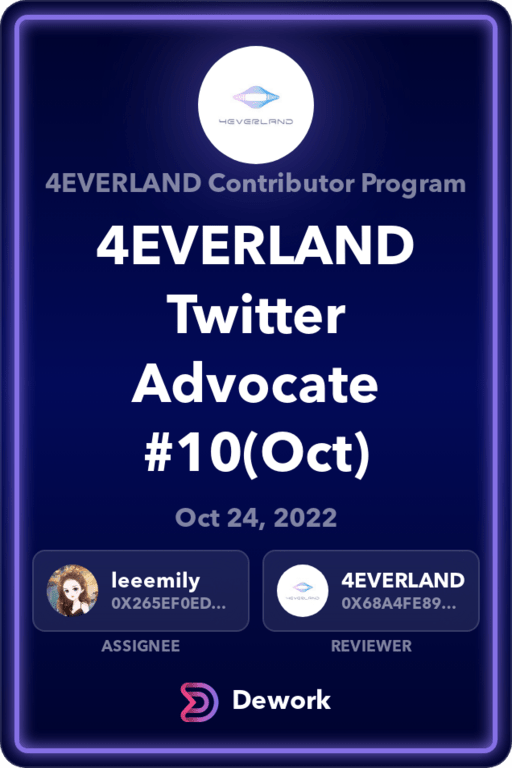 4EVERLAND
4EVERLAND Contributor Program
4EVERLAND
Twitter
Advocate
#10(Oct)
Oct 24, 2022
leeemily
0X265EF0ED...
4EVERLAND
4EVERLAND
0X68A4FE89...
ASSIGNEE
REVIEWER
Dework